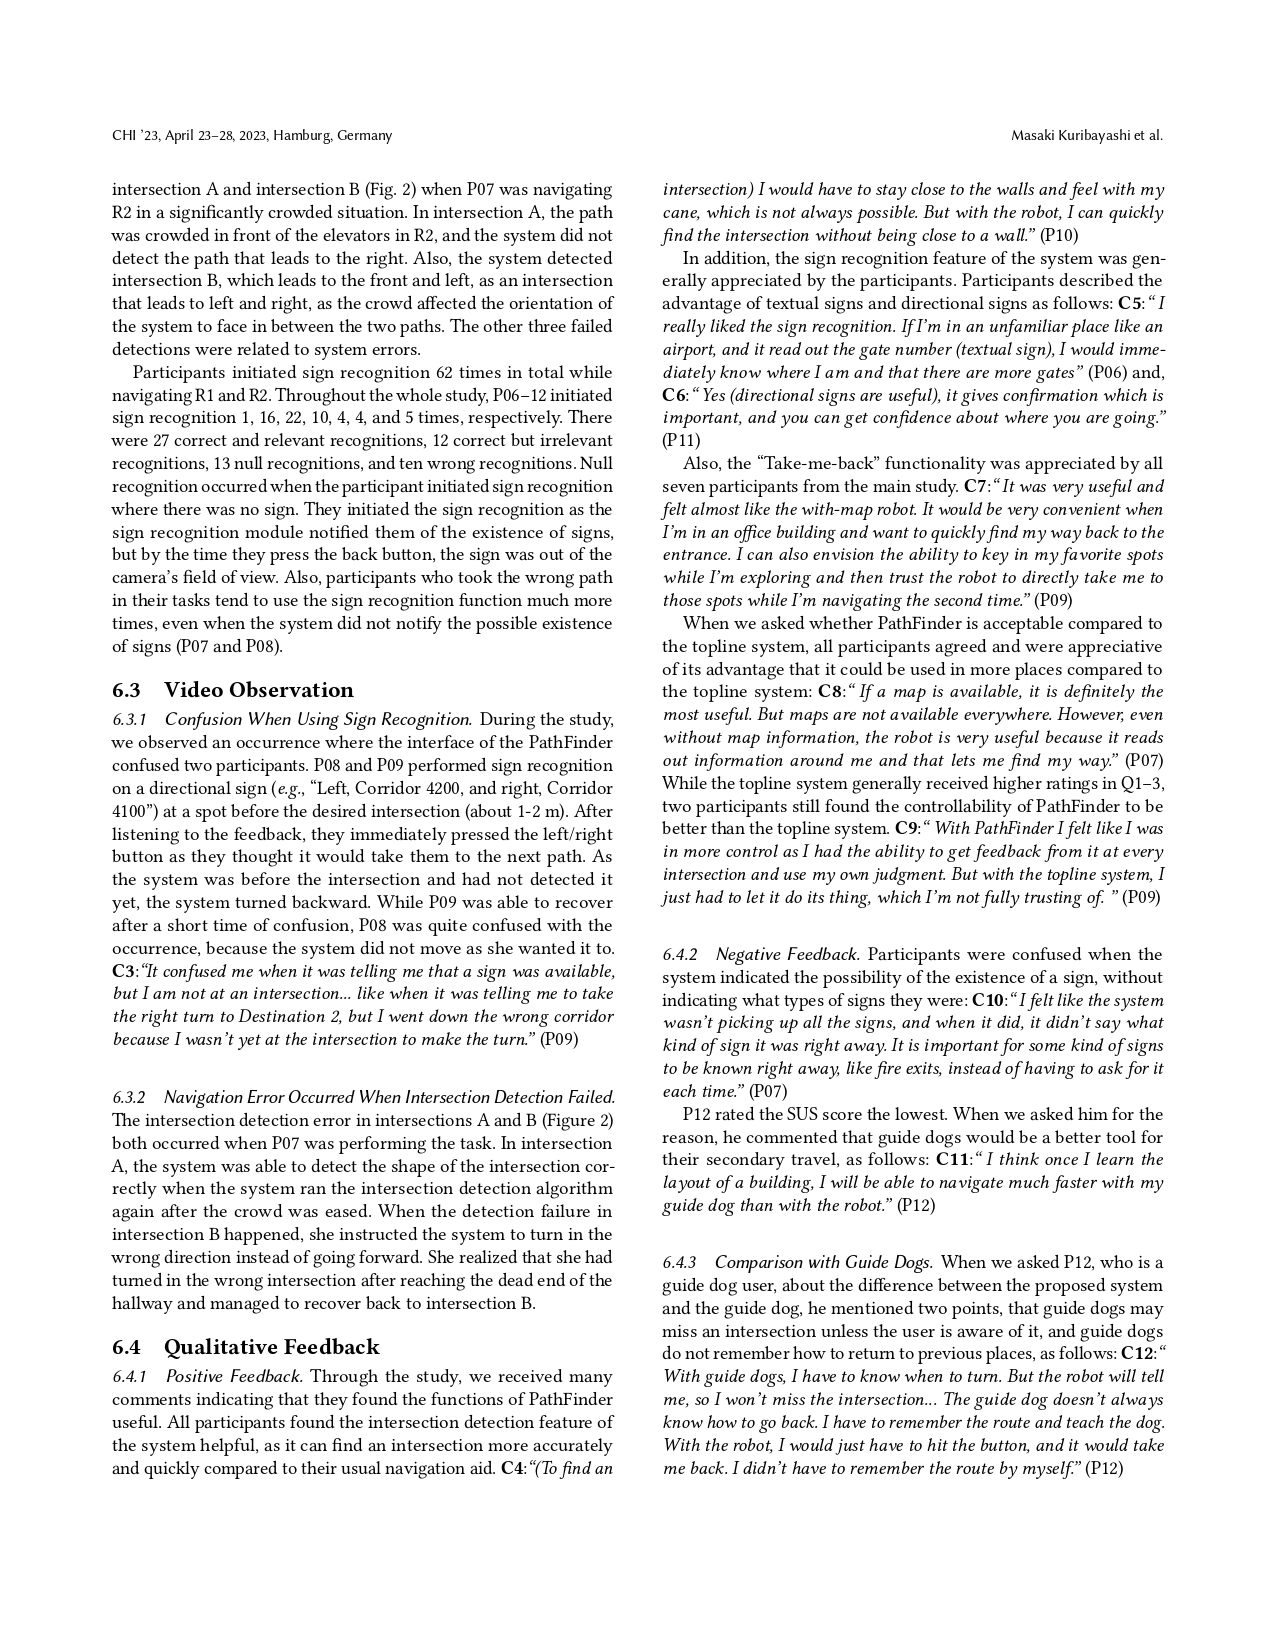 CHI ’23, April 23–28, 2023, Hamburg, Germany
Masaki Kuribayashi et al.
intersection A and intersection B (Fig. 2) when P07 was navigating
R2 in a significantly crowded situation. In intersection A, the path
was crowded in front of the elevators in R2, and the system did not
detect the path that leads to the right. Also, the system detected
intersection B, which leads to the front and left, as an intersection
that leads to left and right, as the crowd affected the orientation of
the system to face in between the two paths. The other three failed
detections were related to system errors.
Participants initiated sign recognition 62 times in total while
navigating R1 and R2. Throughout the whole study, P06–12 initiated
sign recognition 1, 16, 22, 10, 4, 4, and 5 times, respectively. There
were 27 correct and relevant recognitions, 12 correct but irrelevant
recognitions, 13 null recognitions, and ten wrong recognitions. Null
recognition occurred when the participant initiated sign recognition
where there was no sign. They initiated the sign recognition as the
sign recognition module notified them of the existence of signs,
but by the time they press the back button, the sign was out of the
camera’s field of view. Also, participants who took the wrong path
in their tasks tend to use the sign recognition function much more
times, even when the system did not notify the possible existence
of signs (P07 and P08).
6.3 Video Observation
6.3.1 Confusion When Using Sign Recognition. During the study,
we observed an occurrence where the interface of the PathFinder
confused two participants. P08 and P09 performed sign recognition
on a directional sign (e.g., “Left, Corridor 4200, and right, Corridor
4100”) at a spot before the desired intersection (about 1-2 m). After
listening to the feedback, they immediately pressed the left/right
button as they thought it would take them to the next path. As
the system was before the intersection and had not detected it
yet, the system turned backward. While P09 was able to recover
after a short time of confusion, P08 was quite confused with the
occurrence, because the system did not move as she wanted it to.
C3:“It confused me when it was telling me that a sign was available,
but I am not at an intersection... like when it was telling me to take
the right turn to Destination 2, but I went down the wrong corridor
because I wasn’t yet at the intersection to make the turn.” (P09)
6.3.2 Navigation Error Occurred When Intersection Detection Failed.
The intersection detection error in intersections A and B (Figure 2)
both occurred when P07 was performing the task. In intersection
A, the system was able to detect the shape of the intersection cor-
rectly when the system ran the intersection detection algorithm
again after the crowd was eased. When the detection failure in
intersection B happened, she instructed the system to turn in the
wrong direction instead of going forward. She realized that she had
turned in the wrong intersection after reaching the dead end of the
hallway and managed to recover back to intersection B.
6.4 Qualitative Feedback
6.4.1 Positive Feedback. Through the study, we received many
comments indicating that they found the functions of PathFinder
useful. All participants found the intersection detection feature of
the system helpful, as it can find an intersection more accurately
and quickly compared to their usual navigation aid. C4:“(To find an
intersection) I would have to stay close to the walls and feel with my
cane, which is not always possible. But with the robot, I can quickly
find the intersection without being close to a wall.” (P10)
In addition, the sign recognition feature of the system was gen-
erally appreciated by the participants. Participants described the
advantage of textual signs and directional signs as follows: C5:“ I
really liked the sign recognition. If I’m in an unfamiliar place like an
airport, and it read out the gate number (textual sign), I would imme-
diately know where I am and that there are more gates” (P06) and,
C6:“ Yes (directional signs are useful), it gives confirmation which is
important, and you can get confidence about where you are going.”
(P11)
Also, the “Take-me-back” functionality was appreciated by all
seven participants from the main study. C7:“ It was very useful and
felt almost like the with-map robot. It would be very convenient when
I’m in an office building and want to quickly find my way back to the
entrance. I can also envision the ability to key in my favorite spots
while I’m exploring and then trust the robot to directly take me to
those spots while I’m navigating the second time.” (P09)
When we asked whether PathFinder is acceptable compared to
the topline system, all participants agreed and were appreciative
of its advantage that it could be used in more places compared to
the topline system: C8:“ If a map is available, it is definitely the
most useful. But maps are not available everywhere. However, even
without map information, the robot is very useful because it reads
out information around me and that lets me find my way.” (P07)
While the topline system generally received higher ratings in Q1–3,
two participants still found the controllability of PathFinder to be
better than the topline system. C9:“ With PathFinder I felt like I was
in more control as I had the ability to get feedback from it at every
intersection and use my own judgment. But with the topline system, I
just had to let it do its thing, which I’m not fully trusting of. ” (P09)
6.4.2 Negative Feedback. Participants were confused when the
system indicated the possibility of the existence of a sign, without
indicating what types of signs they were: C10:“ I felt like the system
wasn’t picking up all the signs, and when it did, it didn’t say what
kind of sign it was right away. It is important for some kind of signs
to be known right away, like fire exits, instead of having to ask for it
each time.” (P07)
P12 rated the SUS score the lowest. When we asked him for the
reason, he commented that guide dogs would be a better tool for
their secondary travel, as follows: C11:“ I think once I learn the
layout of a building, I will be able to navigate much faster with my
guide dog than with the robot.” (P12)
6.4.3 Comparison with Guide Dogs. When we asked P12, who is a
guide dog user, about the difference between the proposed system
and the guide dog, he mentioned two points, that guide dogs may
miss an intersection unless the user is aware of it, and guide dogs
do not remember how to return to previous places, as follows: C12:“
With guide dogs, I have to know when to turn. But the robot will tell
me, so I won’t miss the intersection... The guide dog doesn’t always
know how to go back. I have to remember the route and teach the dog.
With the robot, I would just have to hit the button, and it would take
me back. I didn’t have to remember the route by myself.” (P12)